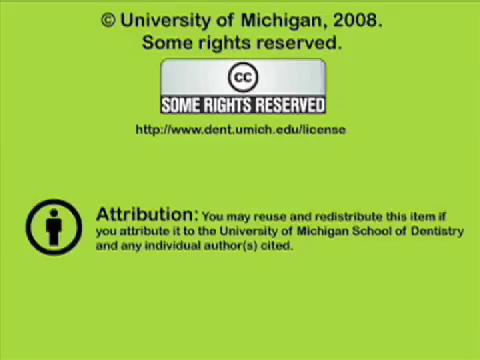 © University of Michigan, 2008.
Some rights reserved.
cc
SOME RIGHTS RESERVED
http://www.dent.umich.edu/license
Attribution: You may reuse and redistribute this item if
you attribute it to the University of Michigan School of Dentistry
and any individual author(s) cited.